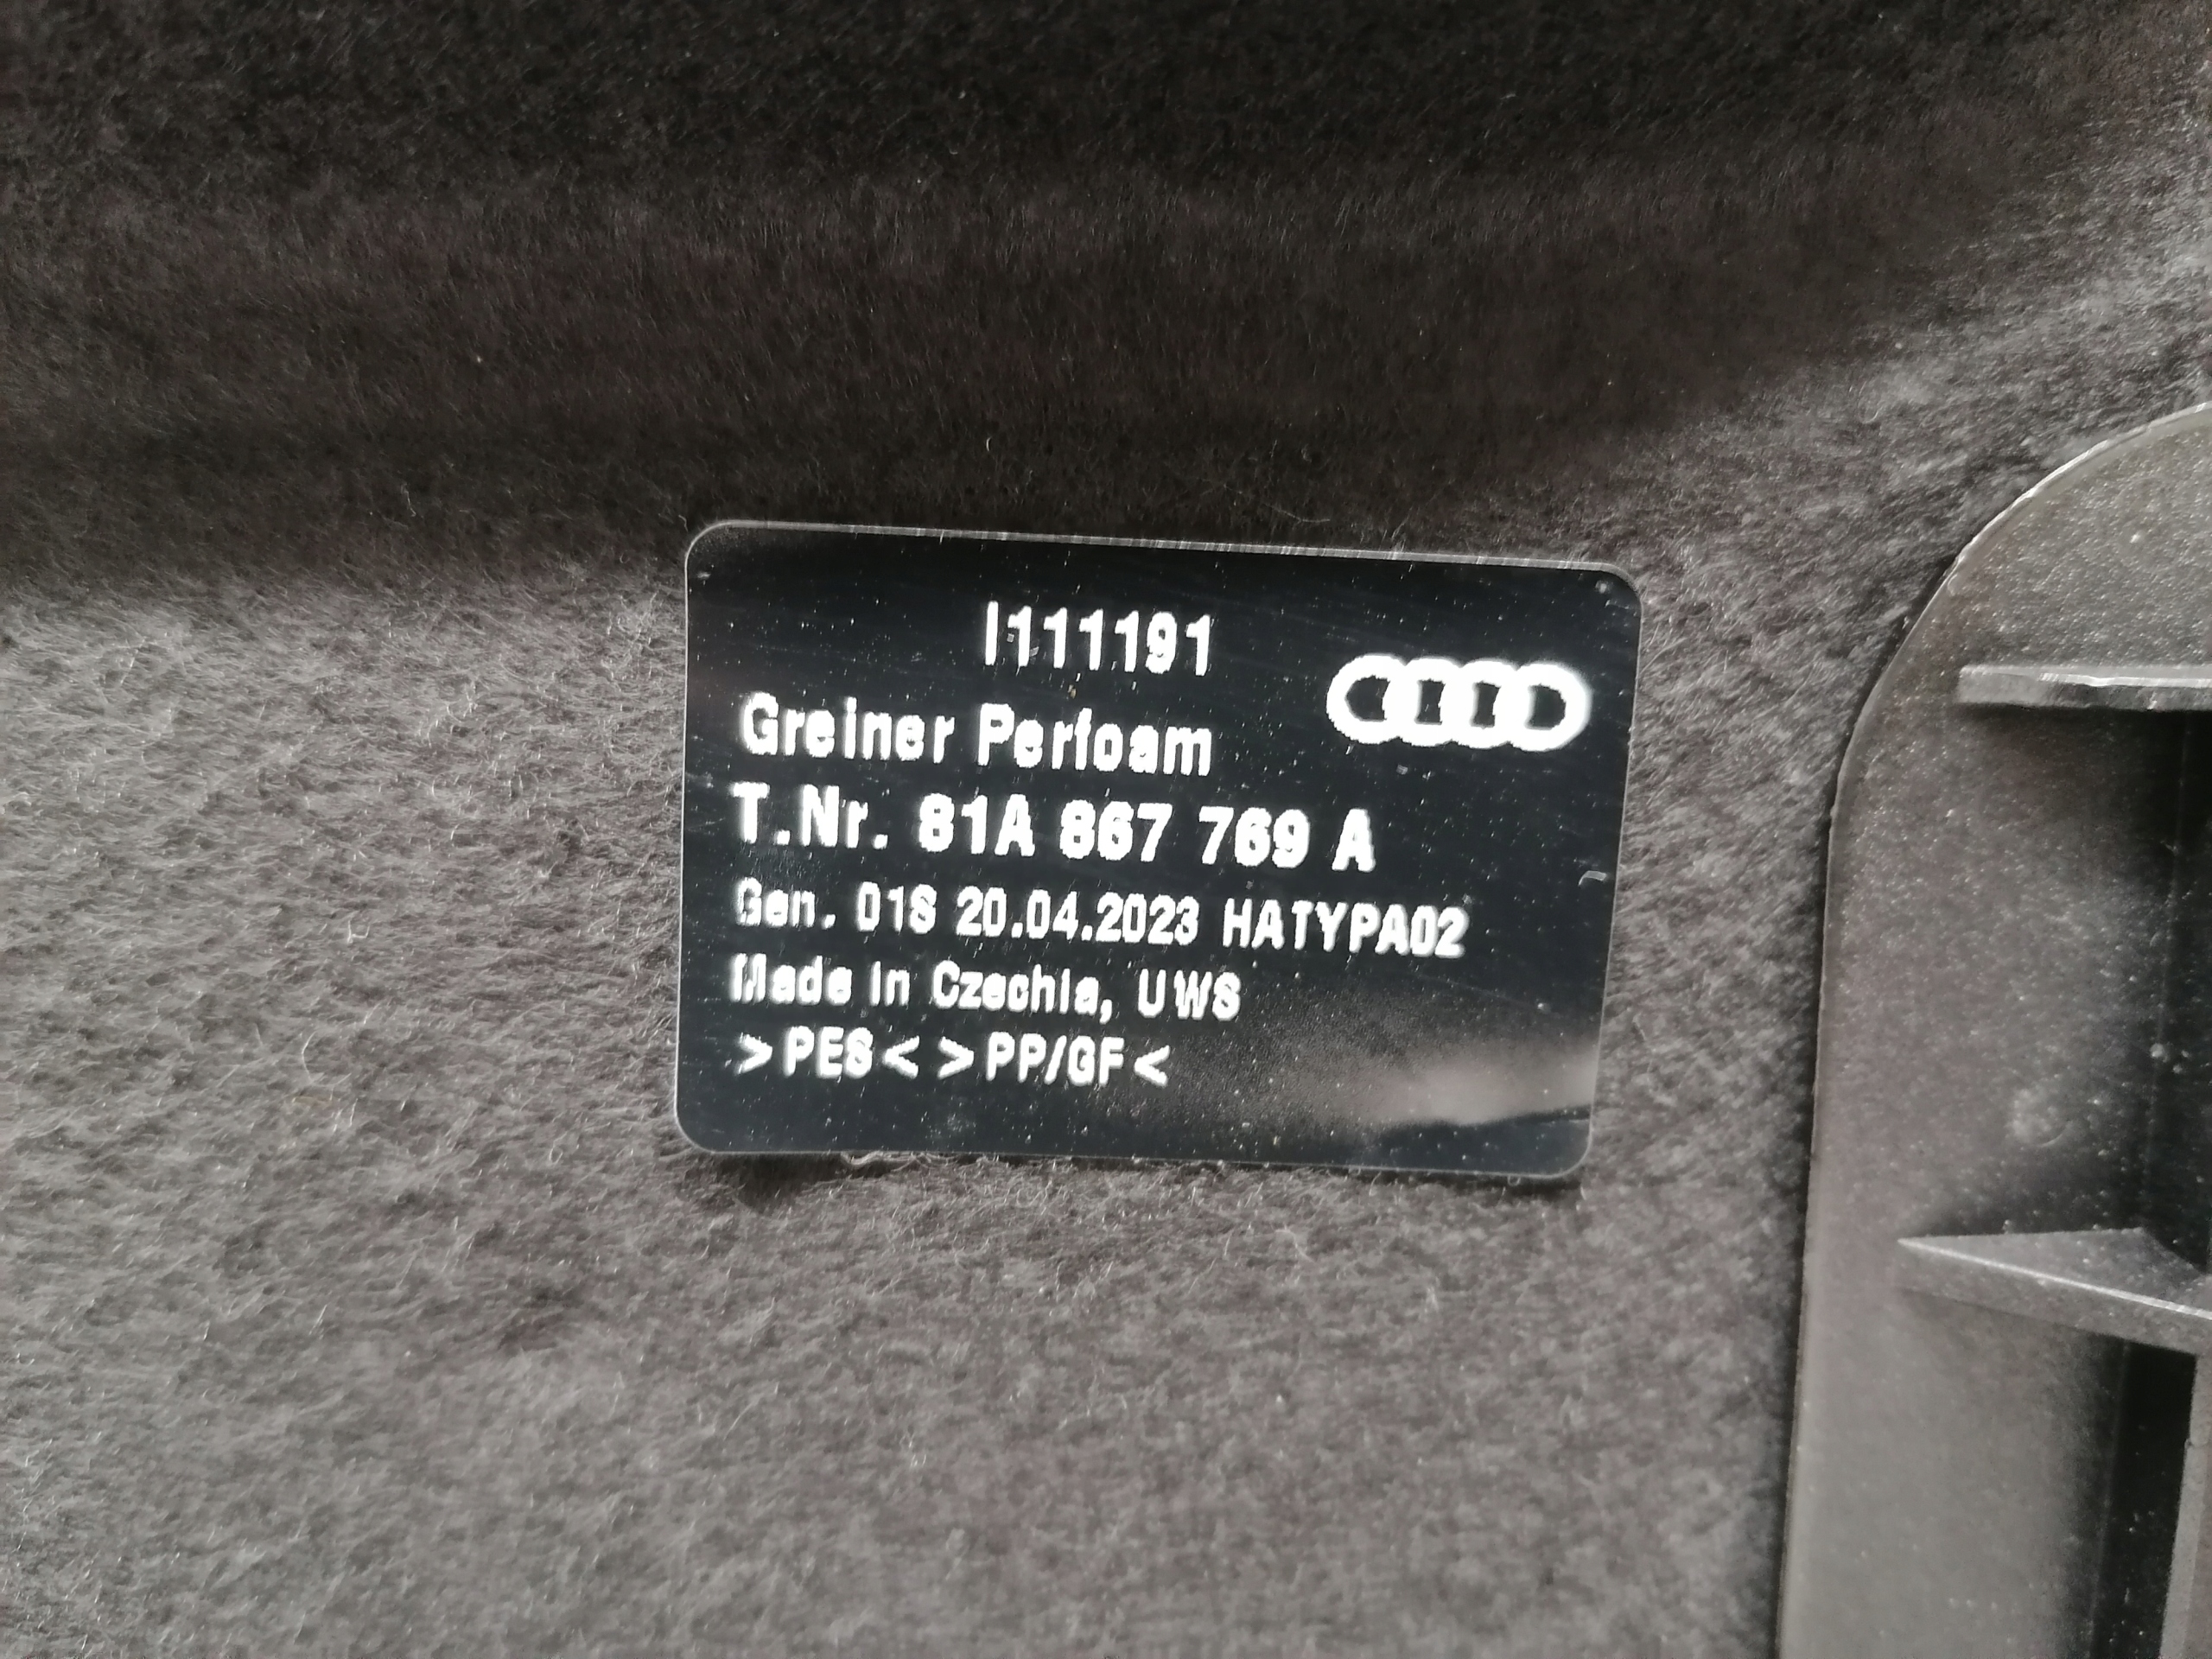 I111191
Greiner Perfoam
T.Nr. 81A 867 769 A
Gen. 01S 20.04.2023 HATYPA02
Made in Czechia, UWS
>PES< >PP/GF<